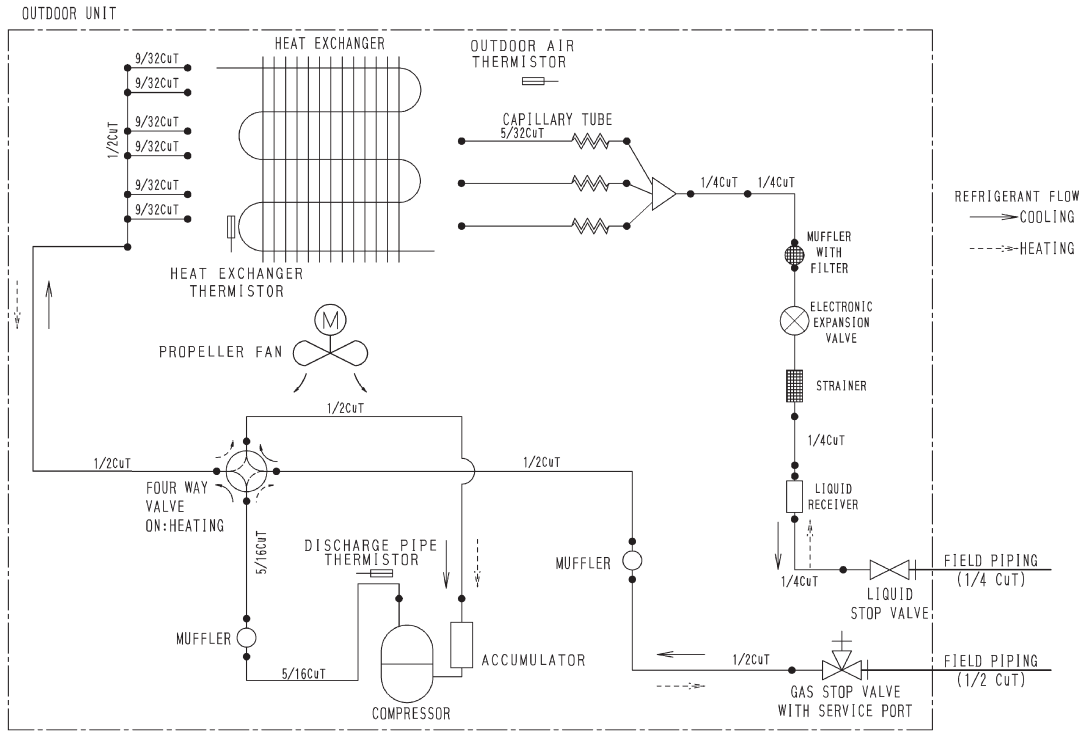 OUTDOOR UNIT
HEAT EXCHANGER
OUTDOOR AIR
THERMISTOR
9/32CuT
9/32CuT
9/32CuT
9/32CuT
9/32CuT
9/32CuT
1/2CuT
CAPILLARY TUBE
5/32CuT
1/4CuT
1/4CuT
REFRIGERANT FLOW
COOLING
HEATING
MUFFLER
WITH
FILTER
HEAT EXCHANGER
THERMISTOR
ELECTRONIC
EXPANSION
VALVE
M
PROPELLER FAN
STRAINER
1/2CuT
1/4CuT
1/2CuT
1/2CuT
FOUR WAY
VALVE
ON:HEATING
LIQUID
RECEIVER
5/16CuT
DISCHARGE PIPE
THERMISTOR
MUFFLER
1/4CuT
FIELD PIPING
(1/4 CuT)
LIQUID
STOP VALVE
MUFFLER
ACCUMULATOR
1/2CuT
FIELD PIPING
(1/2 CuT)
5/16CuT
COMPRESSOR
GAS STOP VALVE
WITH SERVICE PORT